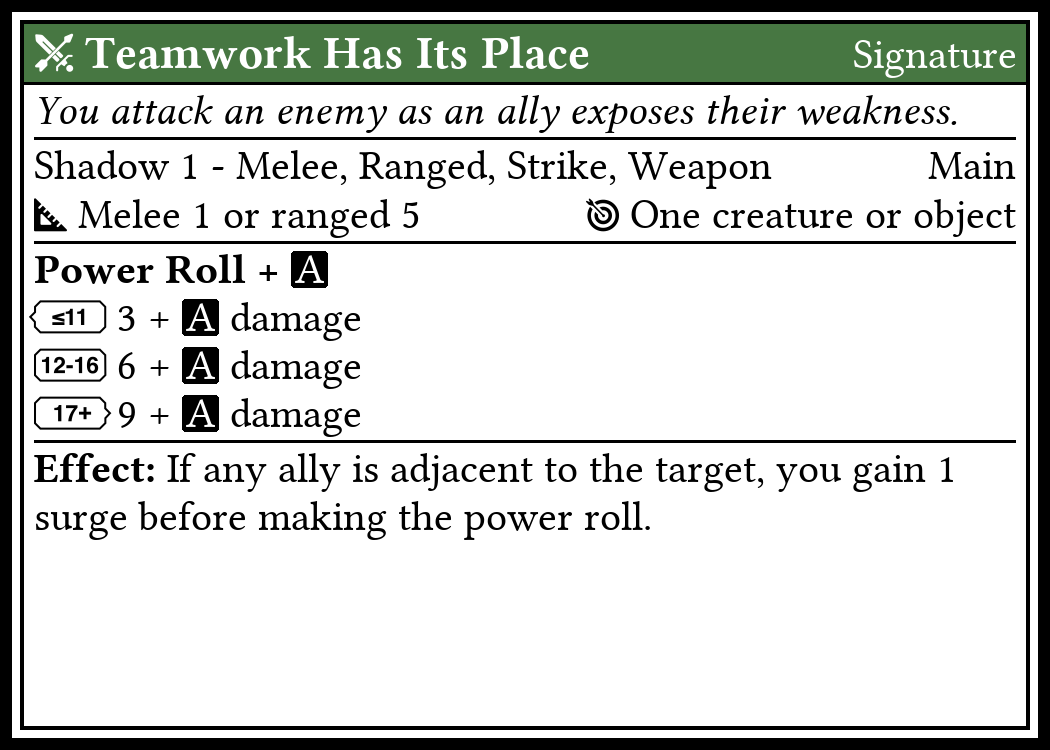 Teamwork Has Its Place Signature
You attack an enemy as an ally exposes their weakness.
Shadow 1 - Melee, Ranged, Strike, Weapon Main
Melee 1 or ranged 5 One creature or object
Power Roll + A
≤11 3 + A damage
12-16 6 + A damage
17+ 9 + A damage
Effect: If any ally is adjacent to the target, you gain 1
surge before making the power roll.